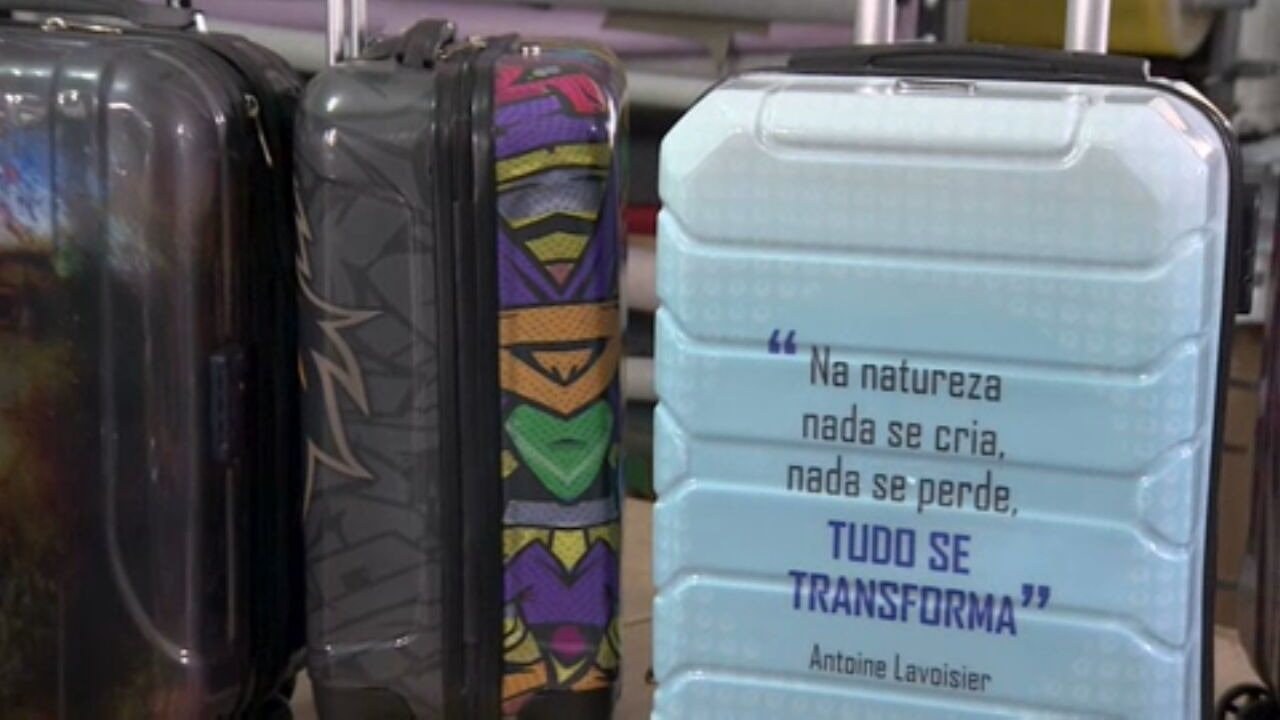 “ Na natureza
nada se cria,
nada se perde,
TUDO SE
TRANSFORMA”
Antoine Lavoisier